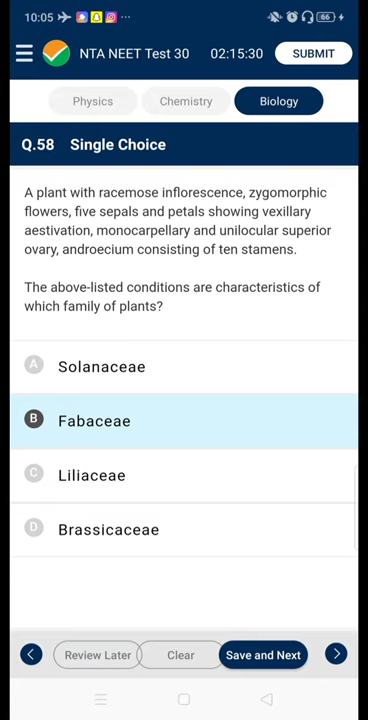 10:05
66
NTA NEET Test 30 02:15:30 SUBMIT
Physics Chemistry Biology
Q.58 Single Choice
A plant with racemose inflorescence, zygomorphic
flowers, five sepals and petals showing vexillary
aestivation, monocarpellary and unilocular superior
ovary, androecium consisting of ten stamens.
The above-listed conditions are characteristics of
which family of plants?
A Solanaceae
B Fabaceae
C Liliaceae
D Brassicaceae
Review Later Clear Save and Next